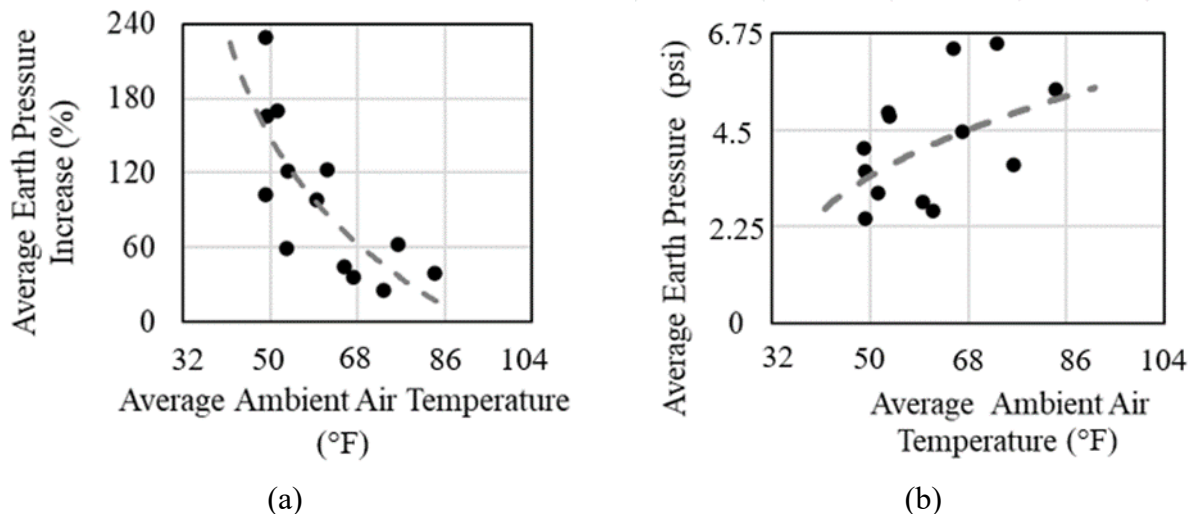 Average Earth Pressure
Increase (%)
240
180
120
60
0
32 50 68 86 104
Average Ambient Air Temperature
(°F)
(a)
Average Earth Pressure (psi)
6.75
4.5
2.25
0
32 50 68 86 104
Average Ambient Air
Temperature (°F)
(b)